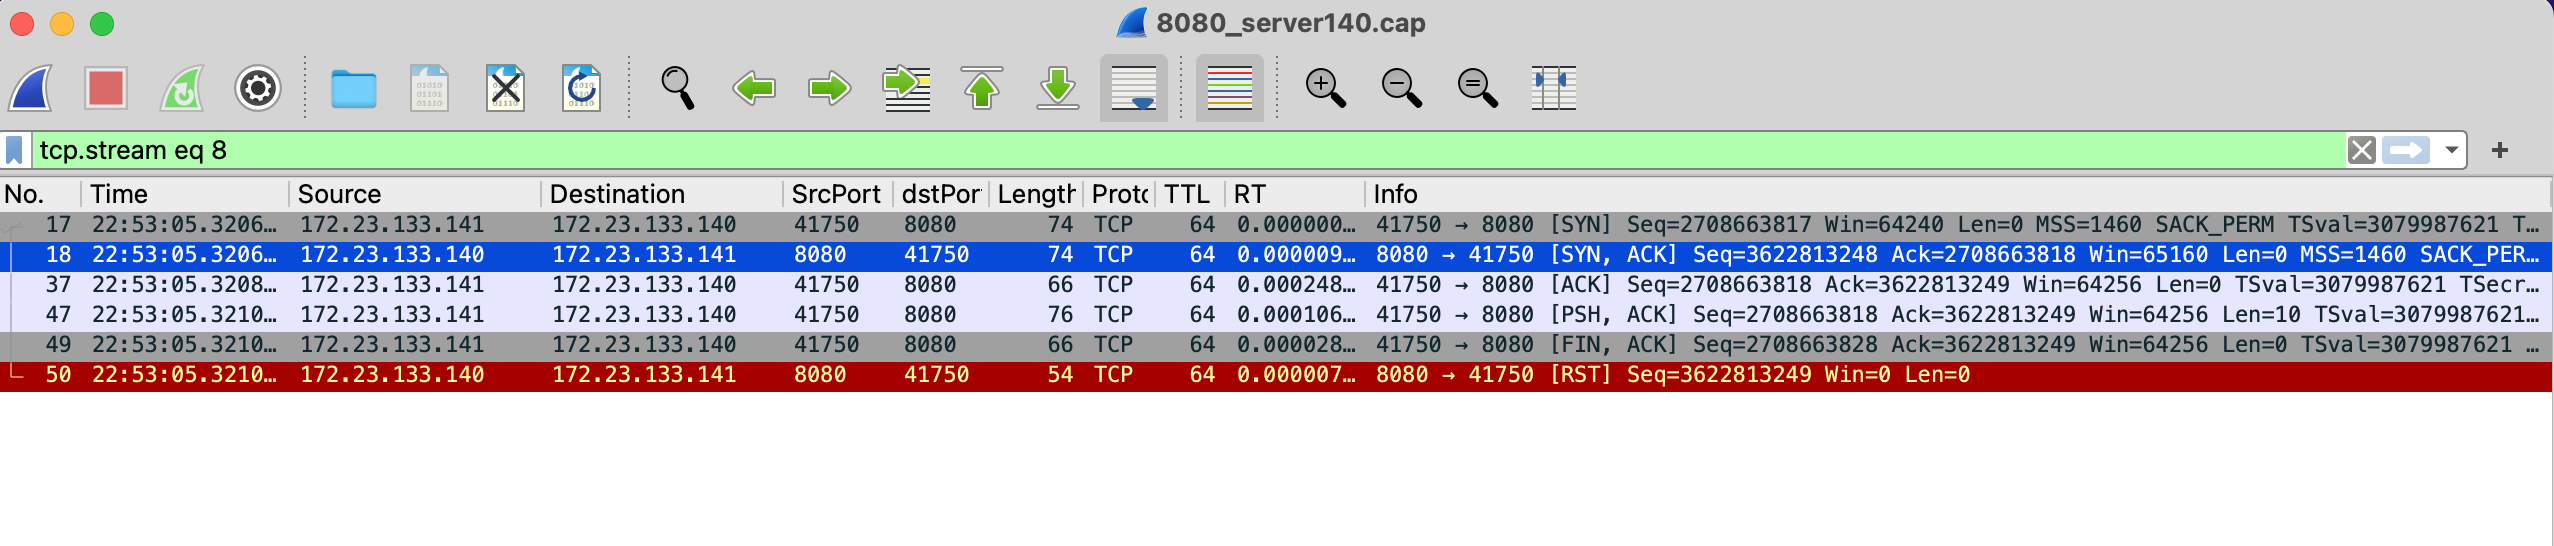 8080_server140.cap
tcp.stream eq 8
No. Time Source Destination SrcPort dstPor Length Proto TTL RT Info
17 22:53:05.3206… 172.23.133.141 172.23.133.140 41750 8080 74 TCP 64 0.000000… 41750 → 8080 [SYN] Seq=2708663817 Win=64240 Len=0 MSS=1460 SACK_PERM TSval=3079987621 T…
18 22:53:05.3206… 172.23.133.140 172.23.133.141 8080 41750 74 TCP 64 0.000009… 8080 → 41750 [SYN, ACK] Seq=3622813248 Ack=2708663818 Win=65160 Len=0 MSS=1460 SACK_PER…
37 22:53:05.3208… 172.23.133.141 172.23.133.140 41750 8080 66 TCP 64 0.000248… 41750 → 8080 [ACK] Seq=2708663818 Ack=3622813249 Win=64256 Len=0 TSval=3079987621 TSecr…
47 22:53:05.3210… 172.23.133.141 172.23.133.140 41750 8080 76 TCP 64 0.000106… 41750 → 8080 [PSH, ACK] Seq=2708663818 Ack=3622813249 Win=64256 Len=10 TSval=3079987621…
49 22:53:05.3210… 172.23.133.141 172.23.133.140 41750 8080 66 TCP 64 0.000028… 41750 → 8080 [FIN, ACK] Seq=2708663828 Ack=3622813249 Win=64256 Len=0 TSval=3079987621 …
50 22:53:05.3210… 172.23.133.140 172.23.133.141 8080 41750 54 TCP 64 0.000007… 8080 → 41750 [RST] Seq=3622813249 Win=0 Len=0